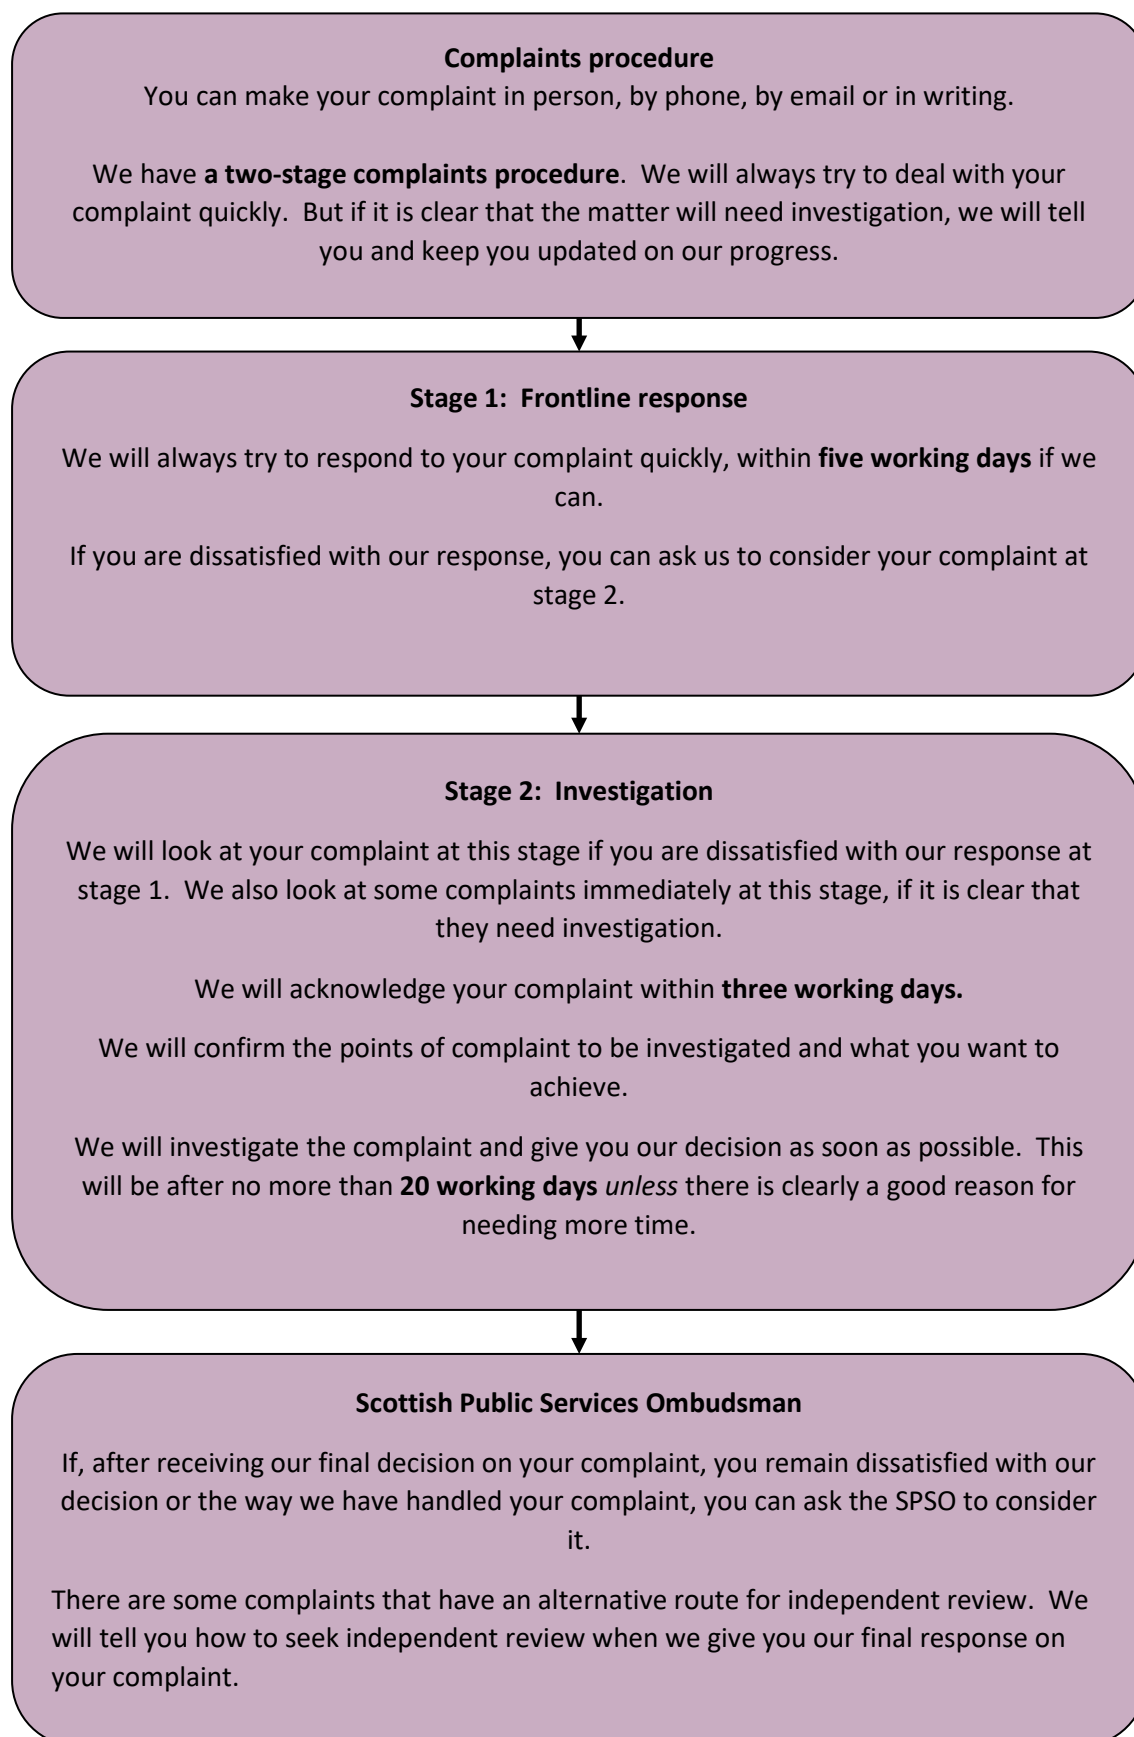 Complaints procedure
You can make your complaint in person, by phone, by email or in writing.
We have a two-stage complaints procedure.  We will always try to deal with your
complaint quickly.  But if it is clear that the matter will need investigation, we will tell
you and keep you updated on our progress.
Stage 1:  Frontline response
We will always try to respond to your complaint quickly, within five working days if we
can.
If you are dissatisfied with our response, you can ask us to consider your complaint at
stage 2.
Stage 2:  Investigation
We will look at your complaint at this stage if you are dissatisfied with our response at
stage 1.  We also look at some complaints immediately at this stage, if it is clear that
they need investigation.
We will acknowledge your complaint within three working days.
We will confirm the points of complaint to be investigated and what you want to
achieve.
We will investigate the complaint and give you our decision as soon as possible.  This
will be after no more than 20 working days unless there is clearly a good reason for
needing more time.
Scottish Public Services Ombudsman
If, after receiving our final decision on your complaint, you remain dissatisfied with our
decision or the way we have handled your complaint, you can ask the SPSO to consider
it.
There are some complaints that have an alternative route for independent review.  We
will tell you how to seek independent review when we give you our final response on
your complaint.